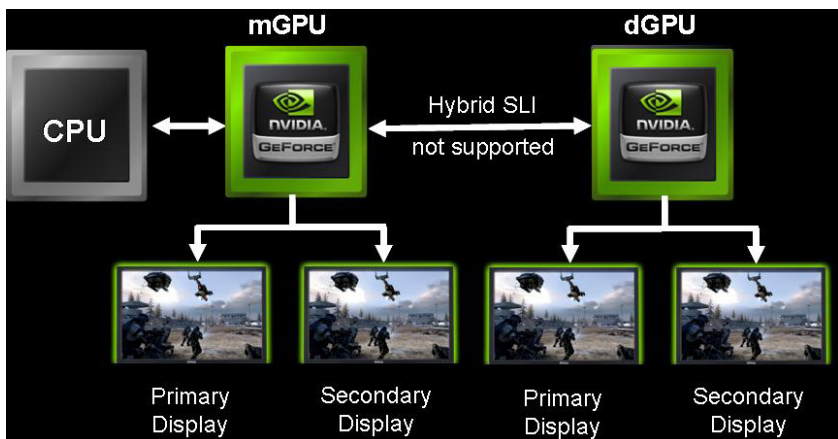 mGPU
dGPU
CPU
NVIDIA.
GEFORCE
Hybrid SLI
not supported
NVIDIA.
GEFORCE
Primary
Display
Secondary
Display
Primary
Display
Secondary
Display